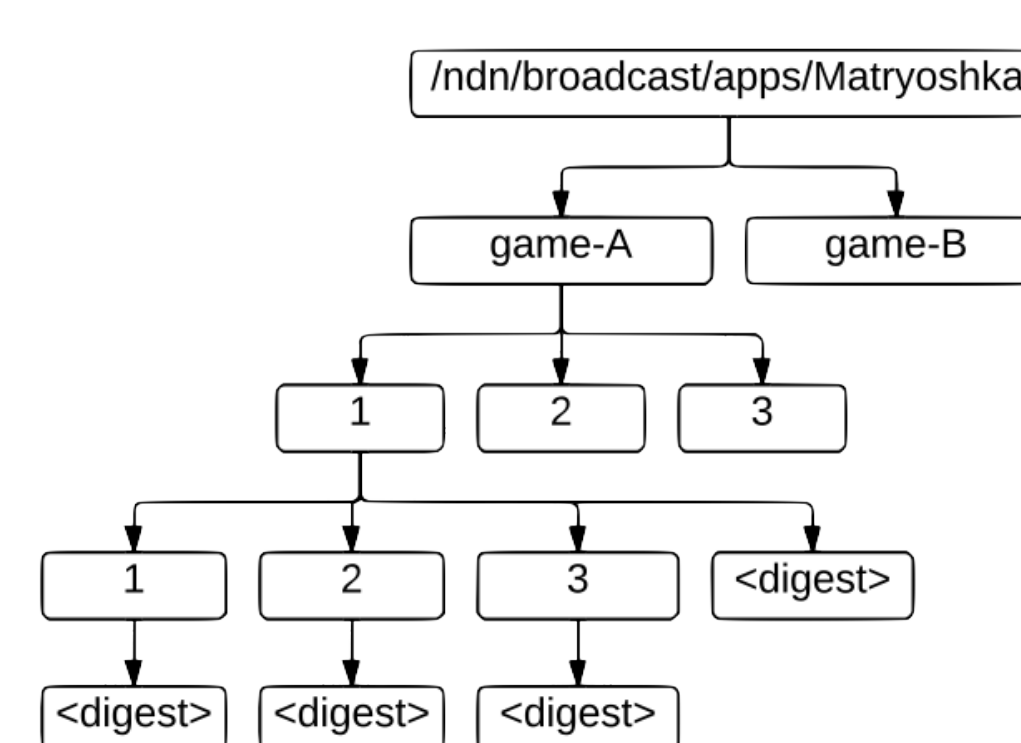 /ndn/broadcast/apps/Matryoshka
game-A
game-B
1
2
3
1
2
3
<digest>
<digest>
<digest>
<digest>